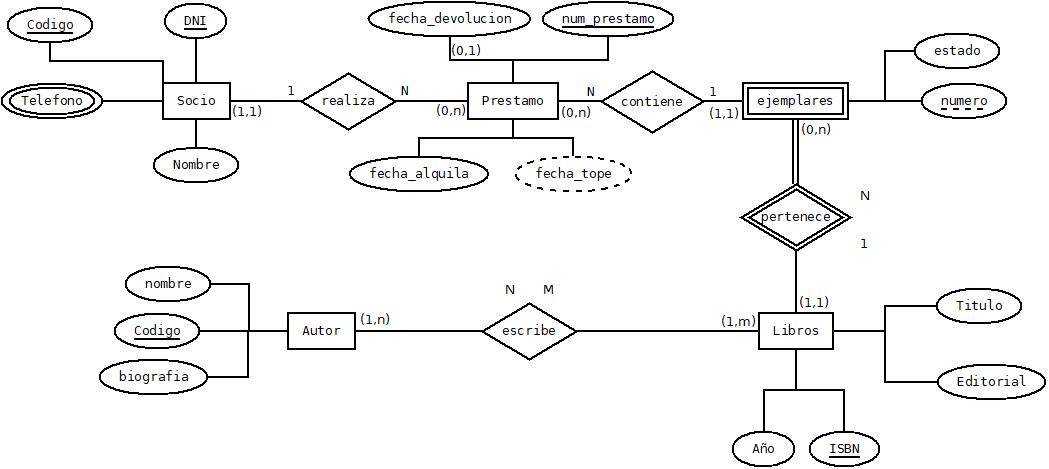 fecha_devolucion
num_prestamo
Codigo
DNI
(0,1)
estado
Telefono
Socio
1
realiza
N
Prestamo
N
contiene
1
ejemplares
numero
(1,1)
(0,n)
(0,n)
(1,1)
(0,n)
Nombre
fecha_alquila
fecha_tope
N
pertenece
1
nombre
N
M
(1,1)
Titulo
Codigo
Autor
(1,n)
escribe
(1,m)
Libros
biografia
Editorial
Año
ISBN